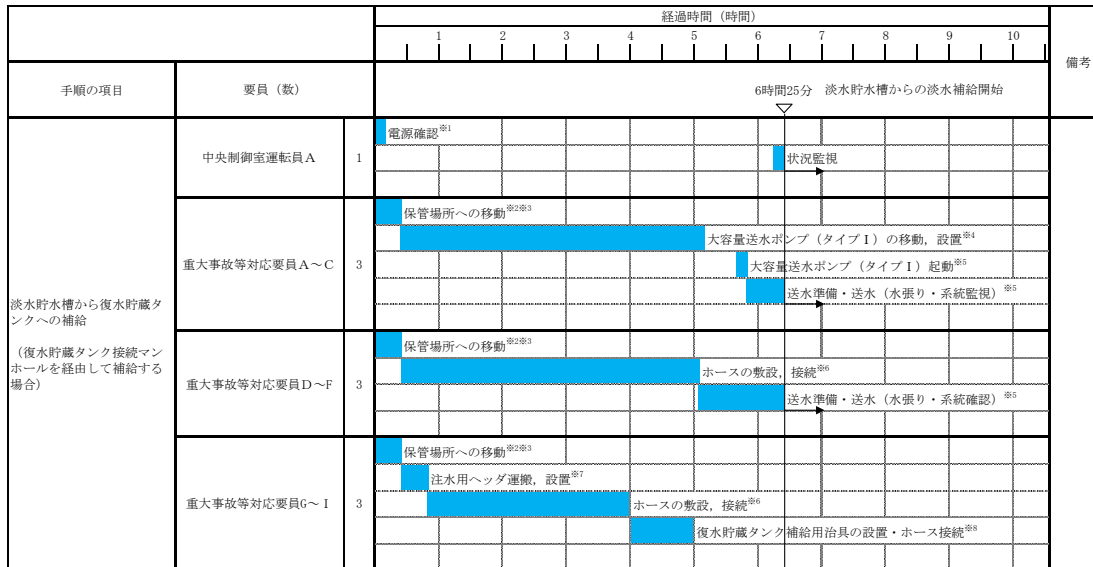 経過時間（時間）
1 2 3 4 5 6 7 8 9 10
備考
手順の項目
要員（数）
6時間25分 淡水貯水槽からの淡水補給開始
淡水貯水槽から復水貯蔵タ
ンクへの補給
（復水貯蔵タンク接続マン
ホールを経由して補給する
場合）
中央制御室運転員Ａ
1
電源確認※1
状況監視
重大事故等対応要員Ａ～Ｃ
3
保管場所への移動※2※3
大容量送水ポンプ（タイプⅠ）の移動，設置※4
大容量送水ポンプ（タイプⅠ）起動※5
送水準備・送水（水張り・系統監視）※5
重大事故等対応要員Ｄ～Ｆ
3
保管場所への移動※2※3
ホースの敷設，接続※6
送水準備・送水（水張り・系統確認）※5
重大事故等対応要員G～Ｉ
3
保管場所への移動※2※3
注水用ヘッダ運搬，設置※7
ホースの敷設，接続※6
復水貯蔵タンク補給用治具の設置・ホース接続※8